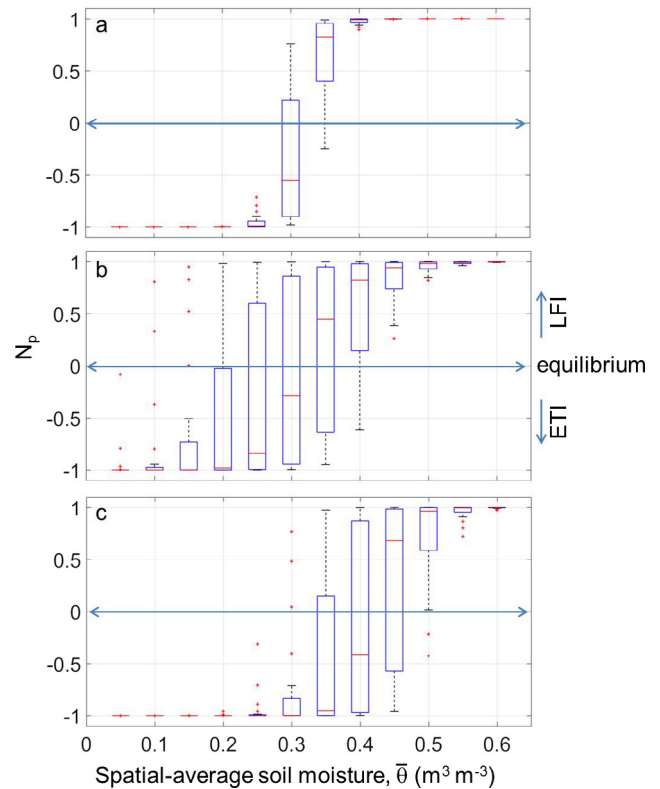 a
1
0.5
0
-0.5
-1
b
1
0.5
0
-0.5
-1
N_p
LFI
equilibrium
ETI
c
1
0.5
0
-0.5
-1
0 0.1 0.2 0.3 0.4 0.5 0.6
Spatial-average soil moisture, θ̅ (m³ m⁻³)